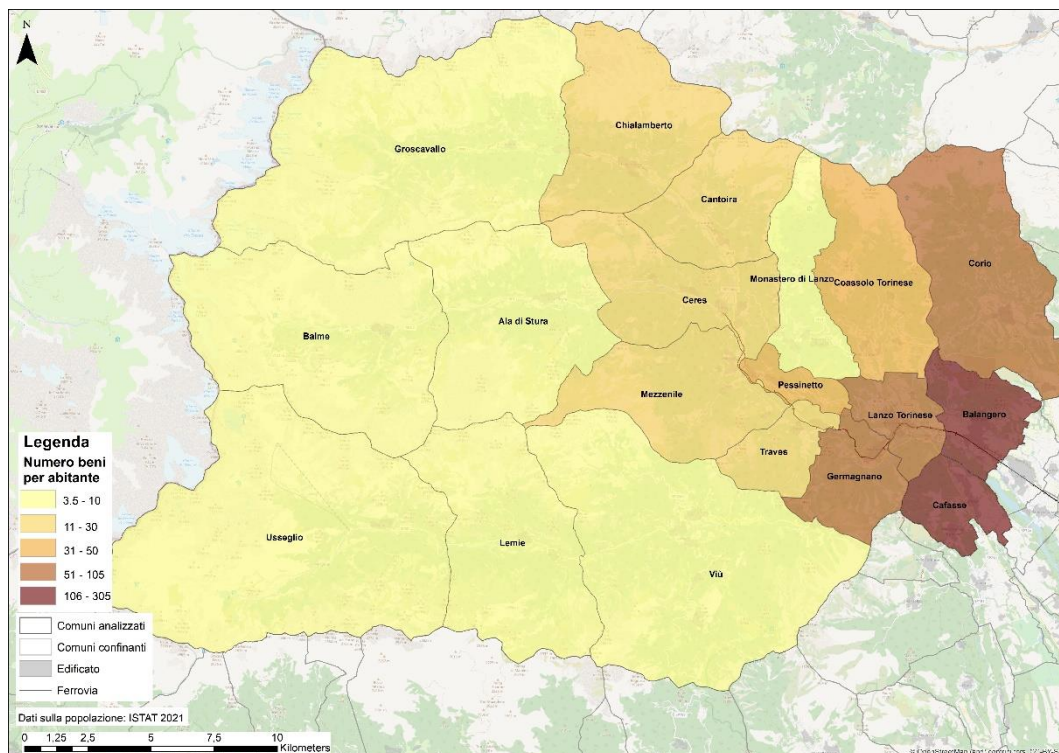 N
Chialamberto
Groscavallo
Cantoira
Corio
Monastero di Lanzo
Coassolo Torinese
Ceres
Ala di Stura
Balme
Pessinetto
Mezzenile
Lanzo Torinese
Balangero
Traves
Germagnano
Cafasse
Usseglio
Lemie
Viù
Legenda
Numero beni
per abitante
3.5 - 10
11 - 30
31 - 50
51 - 105
106 - 305
Comuni analizzati
Comuni confinanti
Edificato
Ferrovia
Dati sulla popolazione: ISTAT 2021
0 1,25 2,5 5 7,5 10
Kilometers